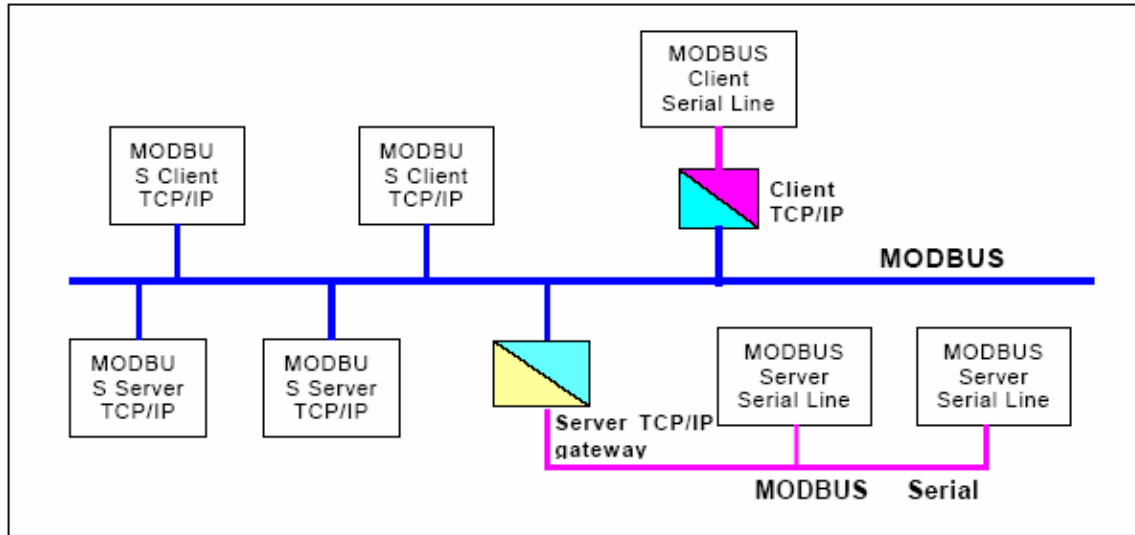 MODBUS
Client
Serial Line
MODBU
S Client
TCP/IP
MODBU
S Client
TCP/IP
Client
TCP/IP
MODBUS
MODBU
S Server
TCP/IP
MODBU
S Server
TCP/IP
Server TCP/IP
gateway
MODBUS
Server
Serial Line
MODBUS
Server
Serial Line
MODBUS Serial